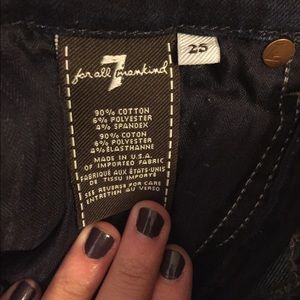 for all 7 mankind
25
90% COTTON
6% POLYESTER
4% SPANDEX
90% COTON
6% POLYESTER
4% ÉLASTHANNE
MADE IN U.S.A.
OF IMPORTED FABRIC
FABRIQUÉ AUX ÉTATS-UNIS
DE TISSU IMPORTÉ
SEE REVERSE FOR CARE
ENTRETIEN AU VERSO